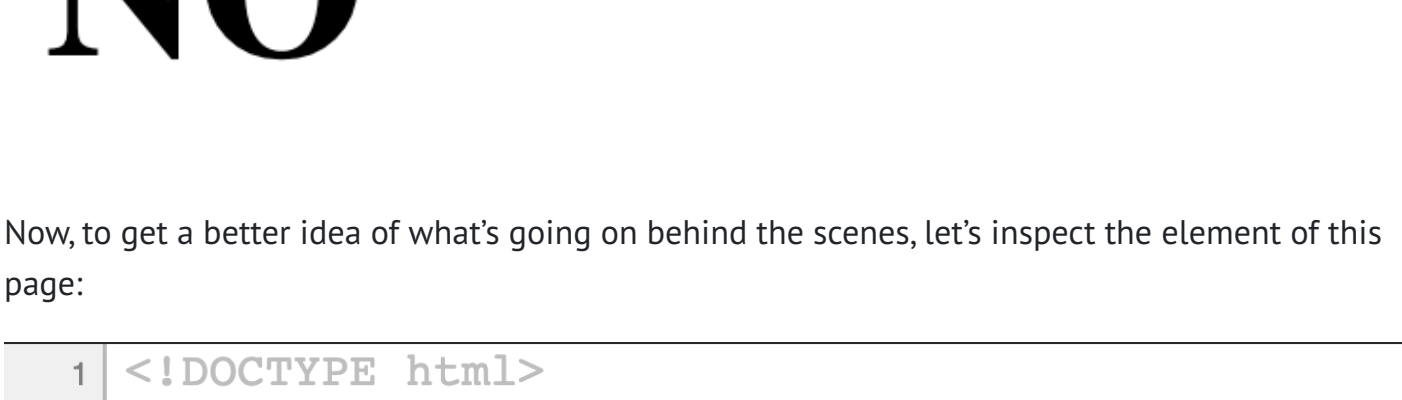 NO
Now, to get a better idea of what’s going on behind the scenes, let’s inspect the element of this
page:
1 <!DOCTYPE html>